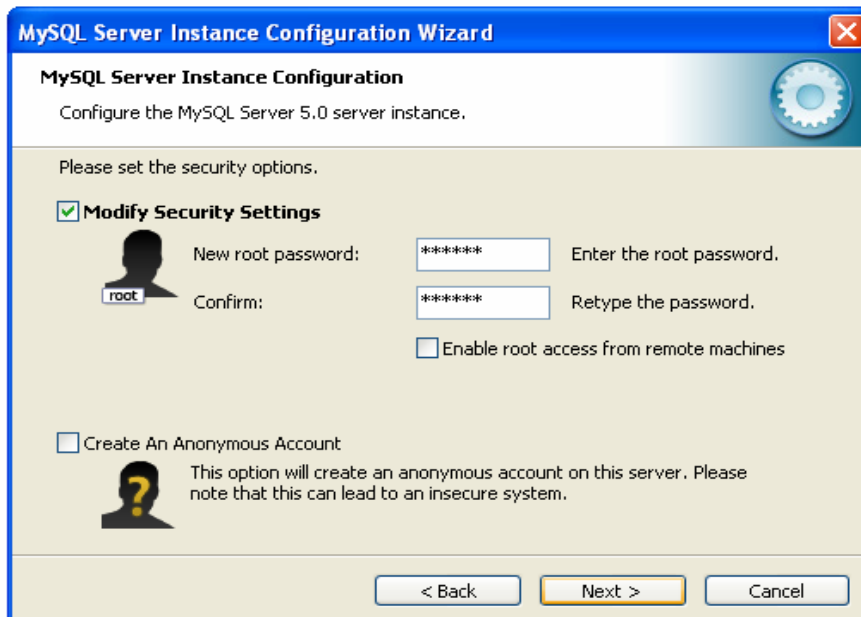 MySQL Server Instance Configuration Wizard
MySQL Server Instance Configuration
Configure the MySQL Server 5.0 server instance.
Please set the security options.
Modify Security Settings
root
New root password: ****** Enter the root password.
Confirm: ****** Retype the password.
Enable root access from remote machines
Create An Anonymous Account
?
This option will create an anonymous account on this server. Please
note that this can lead to an insecure system.
< Back Next > Cancel